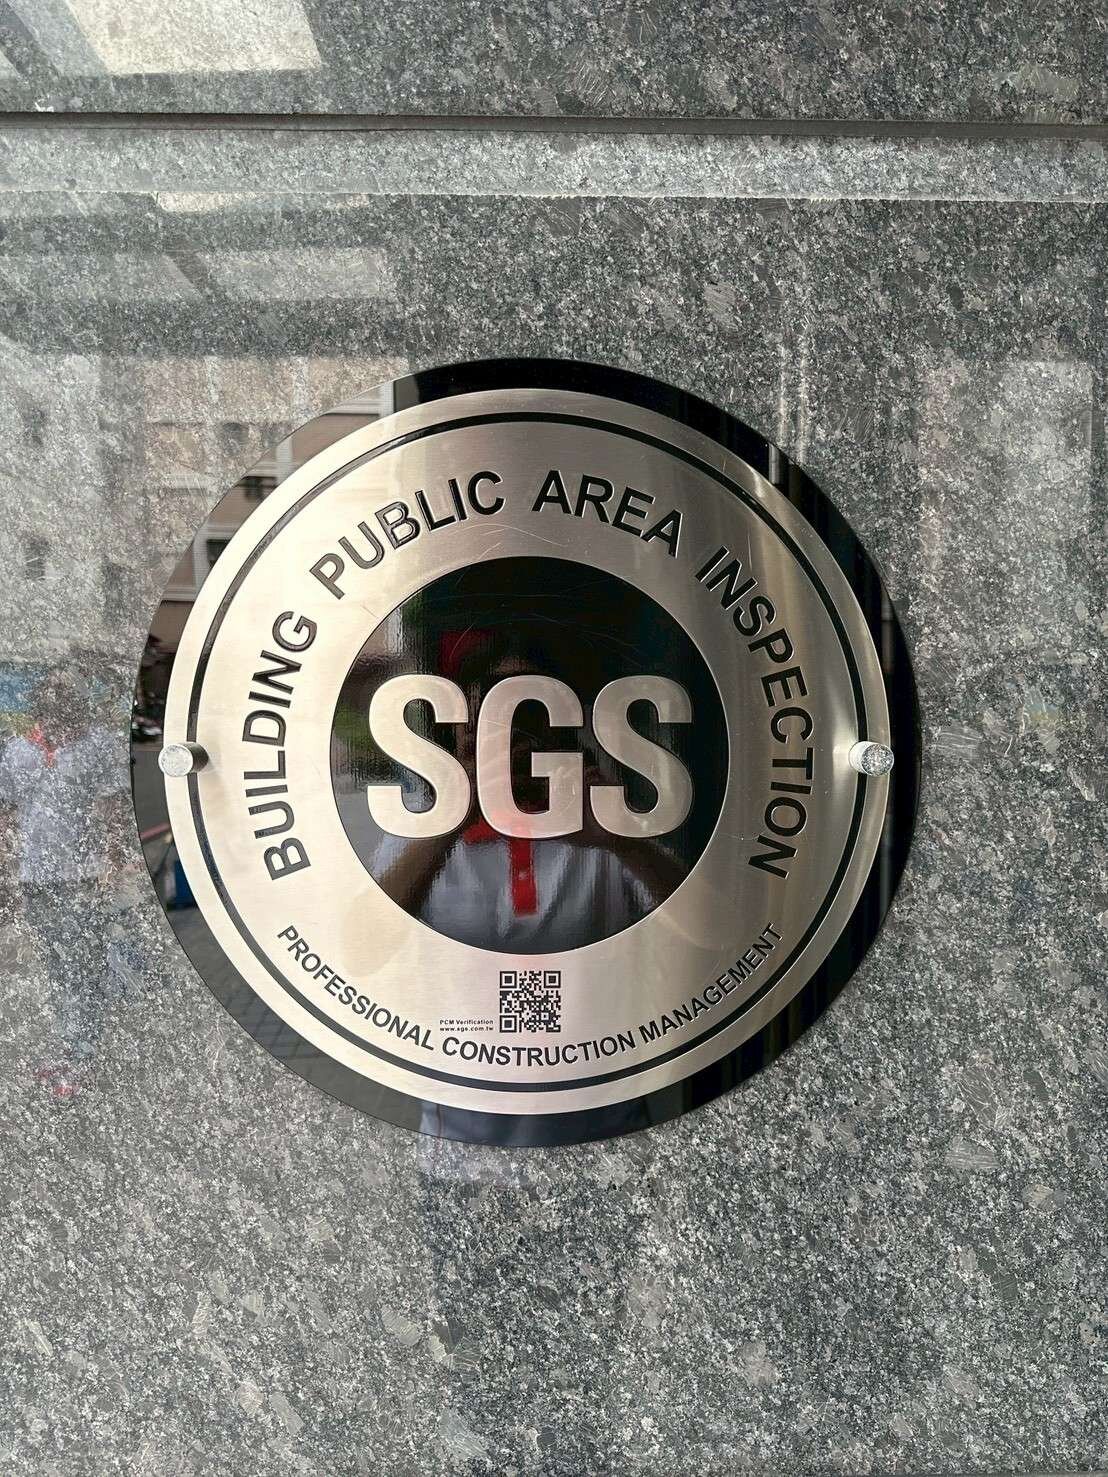 BUILDING PUBLIC AREA INSPECTION
SGS
PCM Verification
www.sgs.com.tw
PROFESSIONAL CONSTRUCTION MANAGEMENT